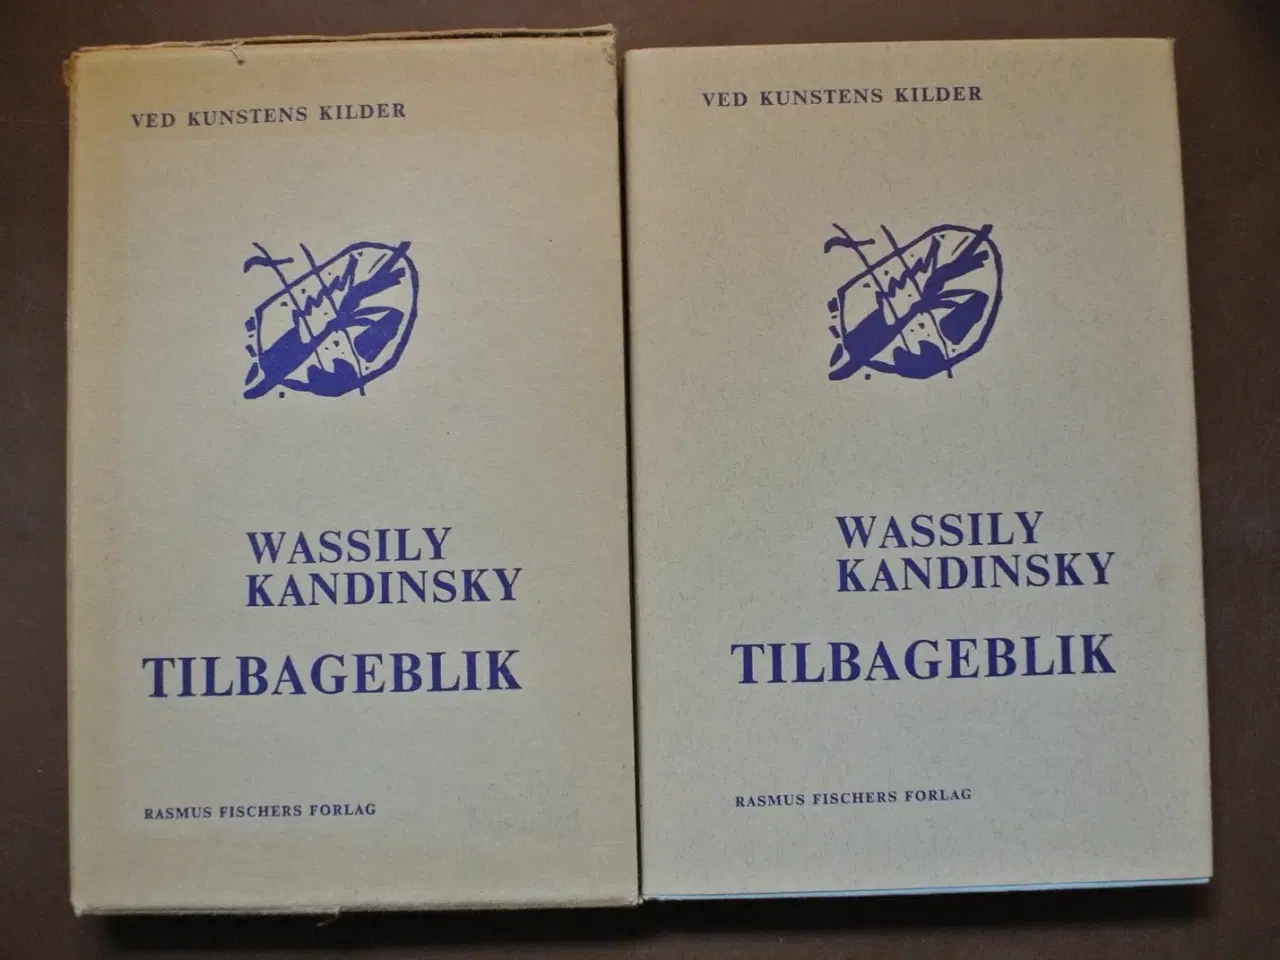 VED KUNSTENS KILDER
WASSILY
KANDINSKY
TILBAGEBLIK
RASMUS FISCHERS FORLAG
VED KUNSTENS KILDER
WASSILY
KANDINSKY
TILBAGEBLIK
RASMUS FISCHERS FORLAG